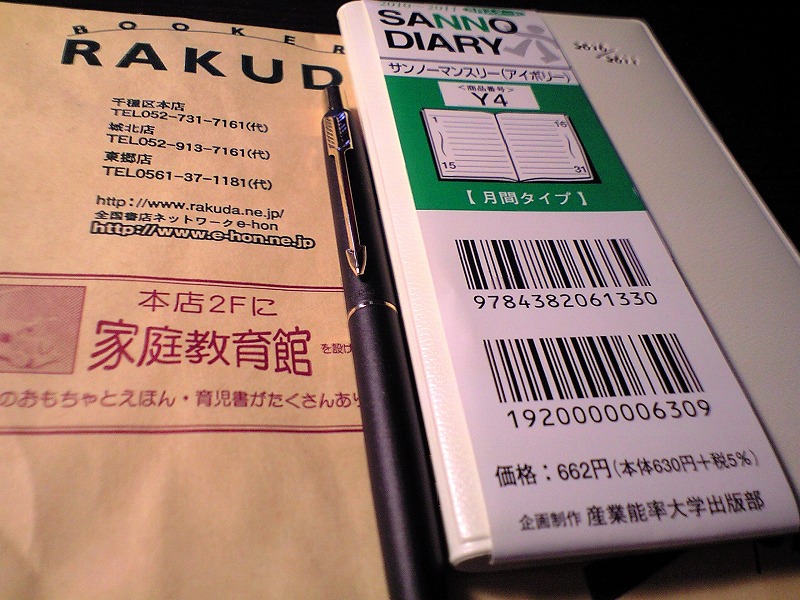 BOOKER
RAKUD
千種区本店
TEL052-731-7161(代)
城北店
TEL052-913-7161(代)
東郷店
TEL0561-37-1181(代)
http://www.rakuda.ne.jp/
全国書店ネットワークe-hon
http://www.e-hon.ne.jp
本店2Fに
家庭教育館
を設け
のおもちゃとえほん・育児書がたくさんあり
2010 2011
SANNO
DIARY
サンノーマンスリー(アイボリー)
<商品番号>
Y4
1
16
15
31
【月間タイプ】
9784382061330
1920000006309
価格：662円(本体630円+税5%)
企画制作 産業能率大学出版部